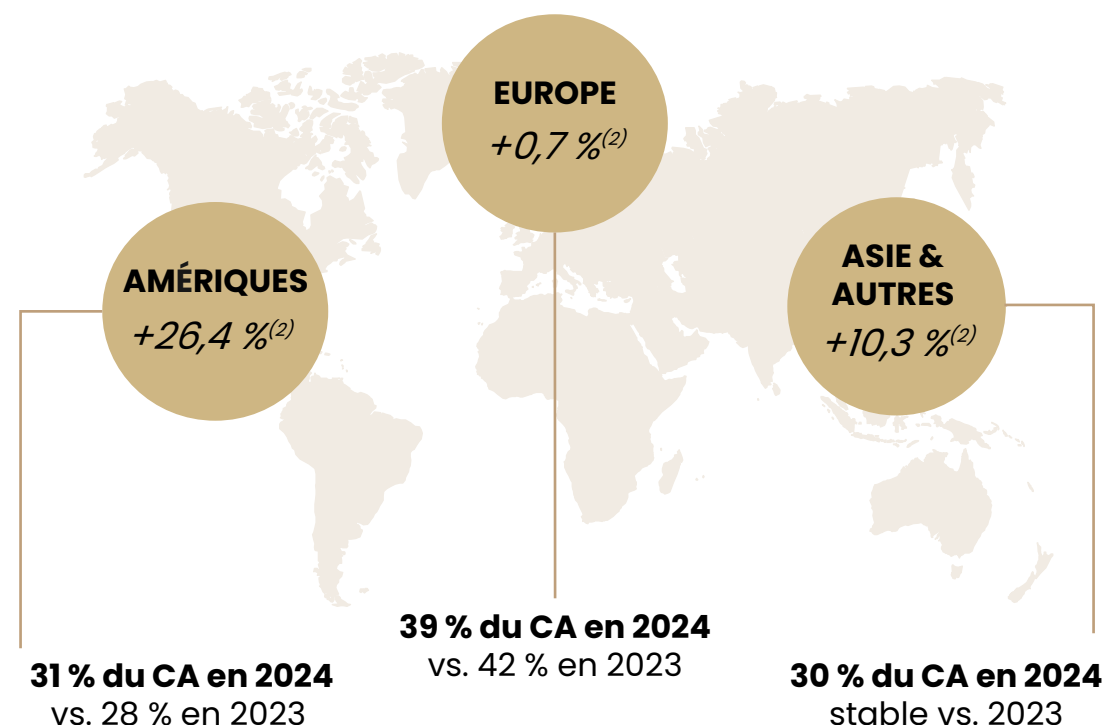 EUROPE
+0,7 %(2)
AMÉRIQUES
+26,4 %(2)
ASIE &
AUTRES
+10,3 %(2)
31 % du CA en 2024
vs. 28 % en 2023
39 % du CA en 2024
vs. 42 % en 2023
30 % du CA en 2024
stable vs. 2023